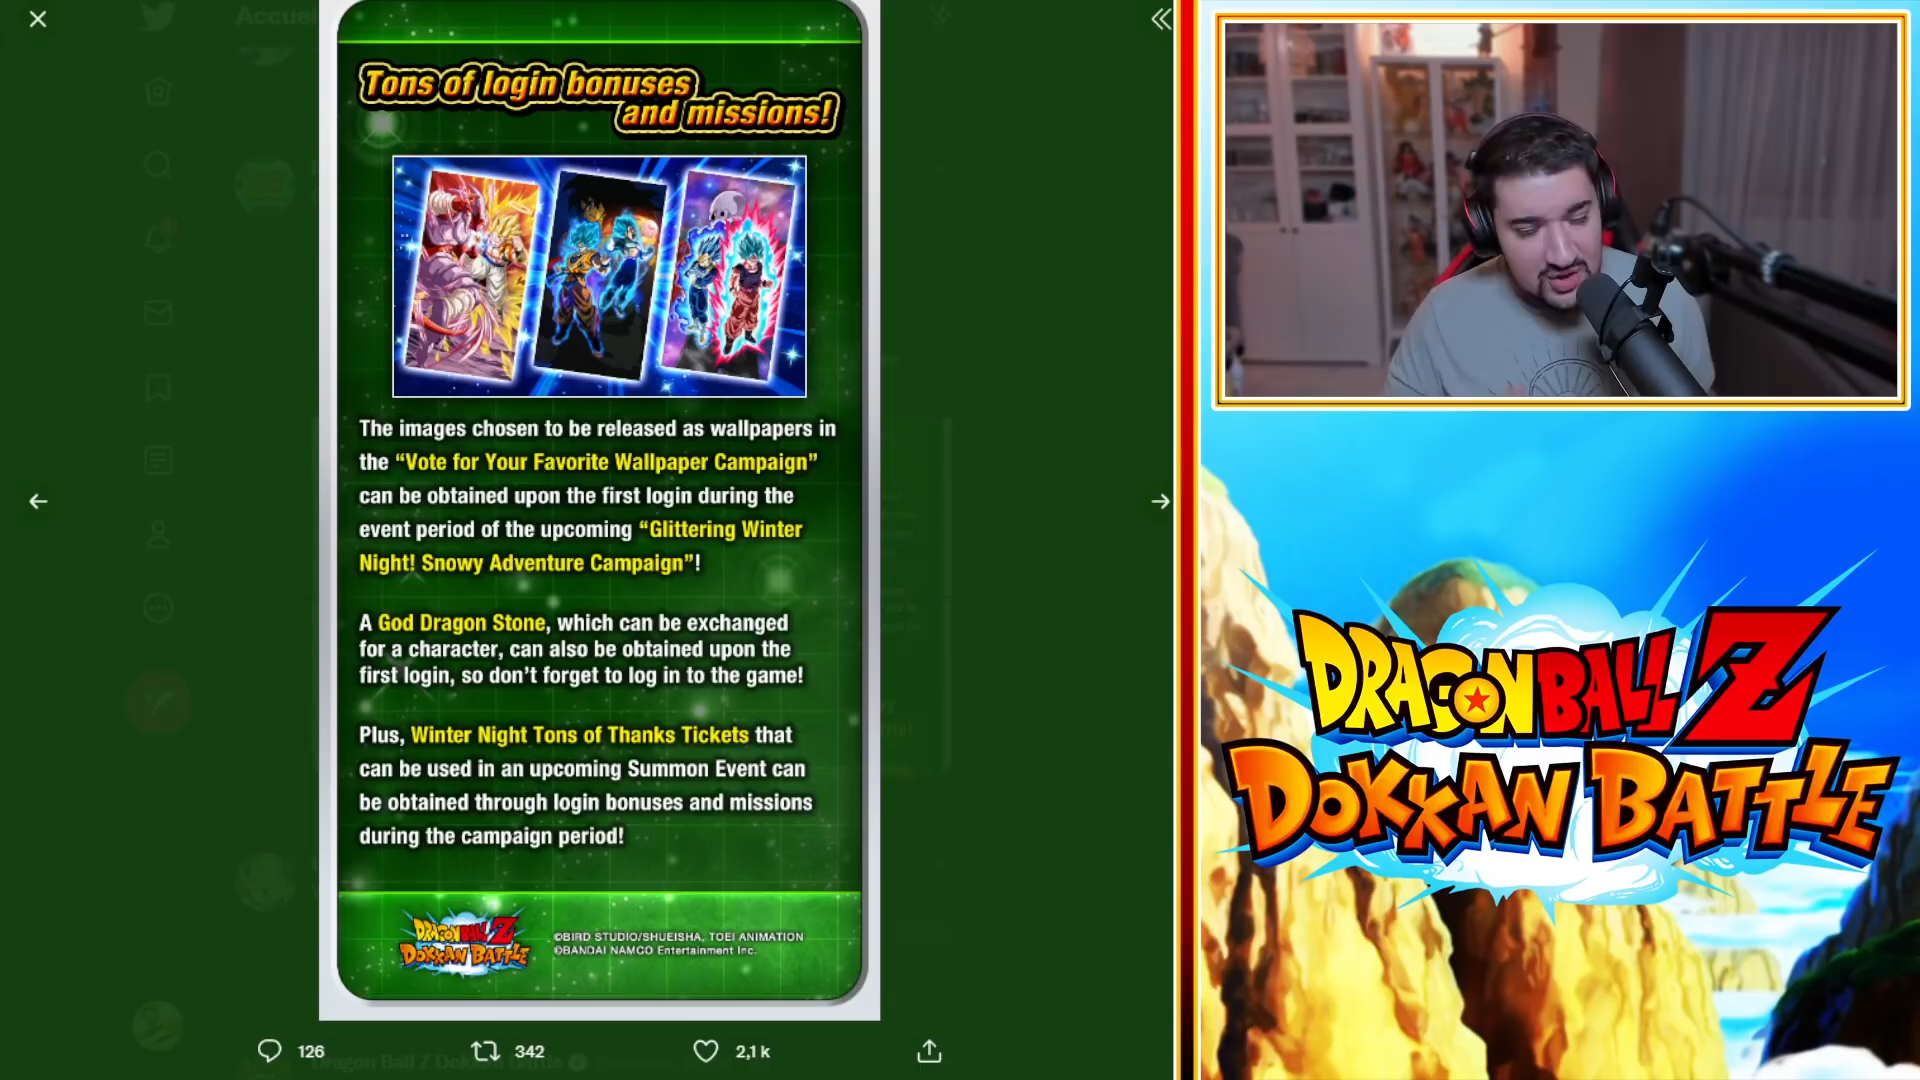 Accue
Tons of login bonuses
and missions!
The images chosen to be released as wallpapers in
the “Vote for Your Favorite Wallpaper Campaign”
can be obtained upon the first login during the
event period of the upcoming “Glittering Winter
Night! Snowy Adventure Campaign”!
A God Dragon Stone, which can be exchanged
for a character, can also be obtained upon the
first login, so don’t forget to log in to the game!
Plus, Winter Night Tons of Thanks Tickets that
can be used in an upcoming Summon Event can
be obtained through login bonuses and missions
during the campaign period!
DRAGON BALL Z
DOKKAN BATTLE
©BIRD STUDIO/SHUEISHA, TOEI ANIMATION
©BANDAI NAMCO Entertainment Inc.
126
342
2,1 k
Dragon Ball Z Dokkan Battle
DRAGON BALL Z
DOKKAN BATTLE